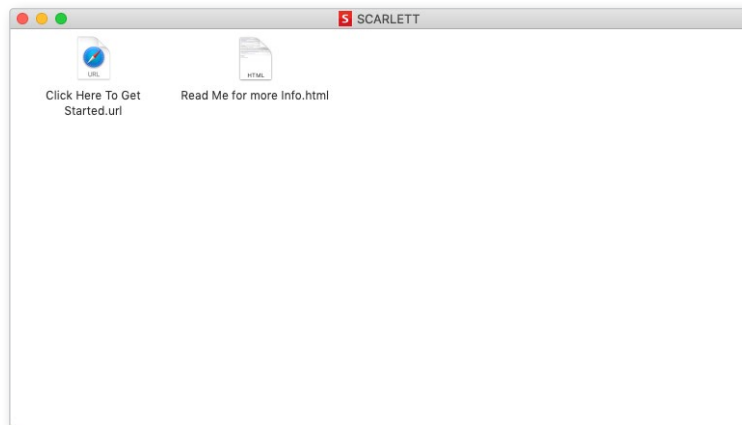 S SCARLETT
URL
HTML
Click Here To Get
Started.url
Read Me for more Info.html